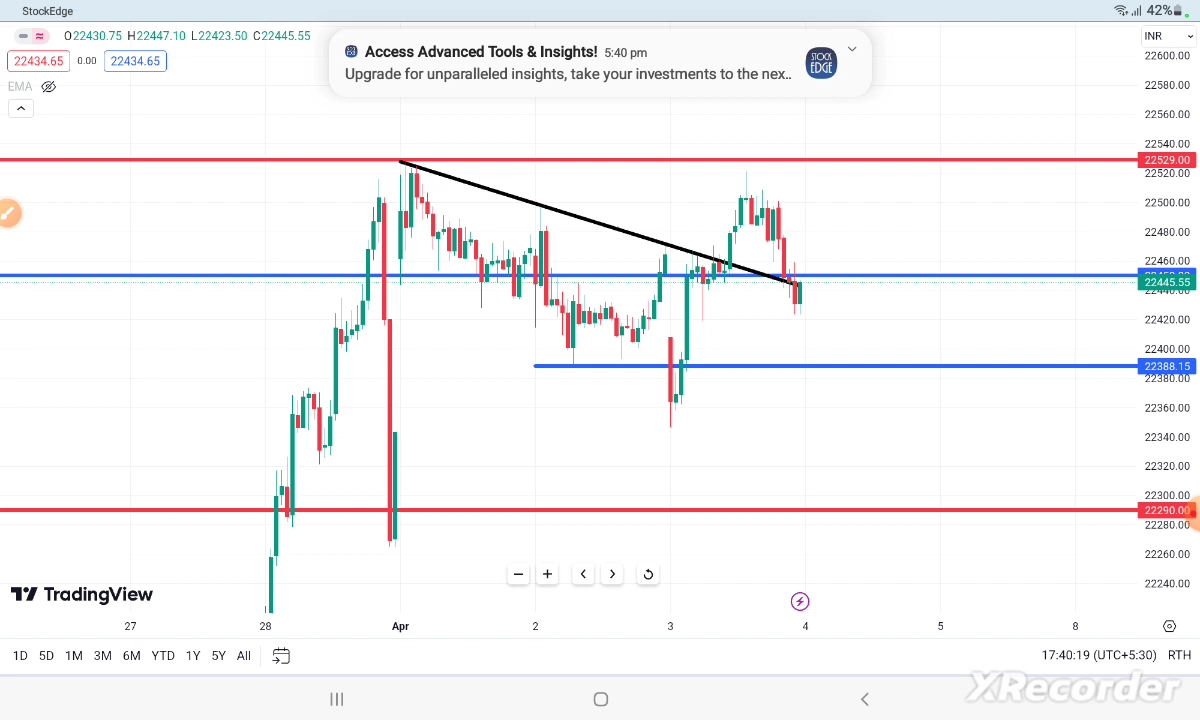 StockEdge
42%
O22430.75 H22447.10 L22423.50 C22445.55
22434.65 0.00 22434.65
EMA
Access Advanced Tools & Insights! 5:40 pm
Upgrade for unparalleled insights, take your investments to the nex..
STOCK
EDGE
INR
22600.00
22580.00
22560.00
22540.00
22529.00
22520.00
22500.00
22480.00
22460.00
22445.55
22420.00
22400.00
22388.15
22380.00
22360.00
22340.00
22320.00
22300.00
22290.00
22280.00
22260.00
22240.00
TradingView
27 28 Apr 2 3 4 5 8
1D 5D 1M 3M 6M YTD 1Y 5Y All
17:40:19 (UTC+5:30) RTH
XRecorder